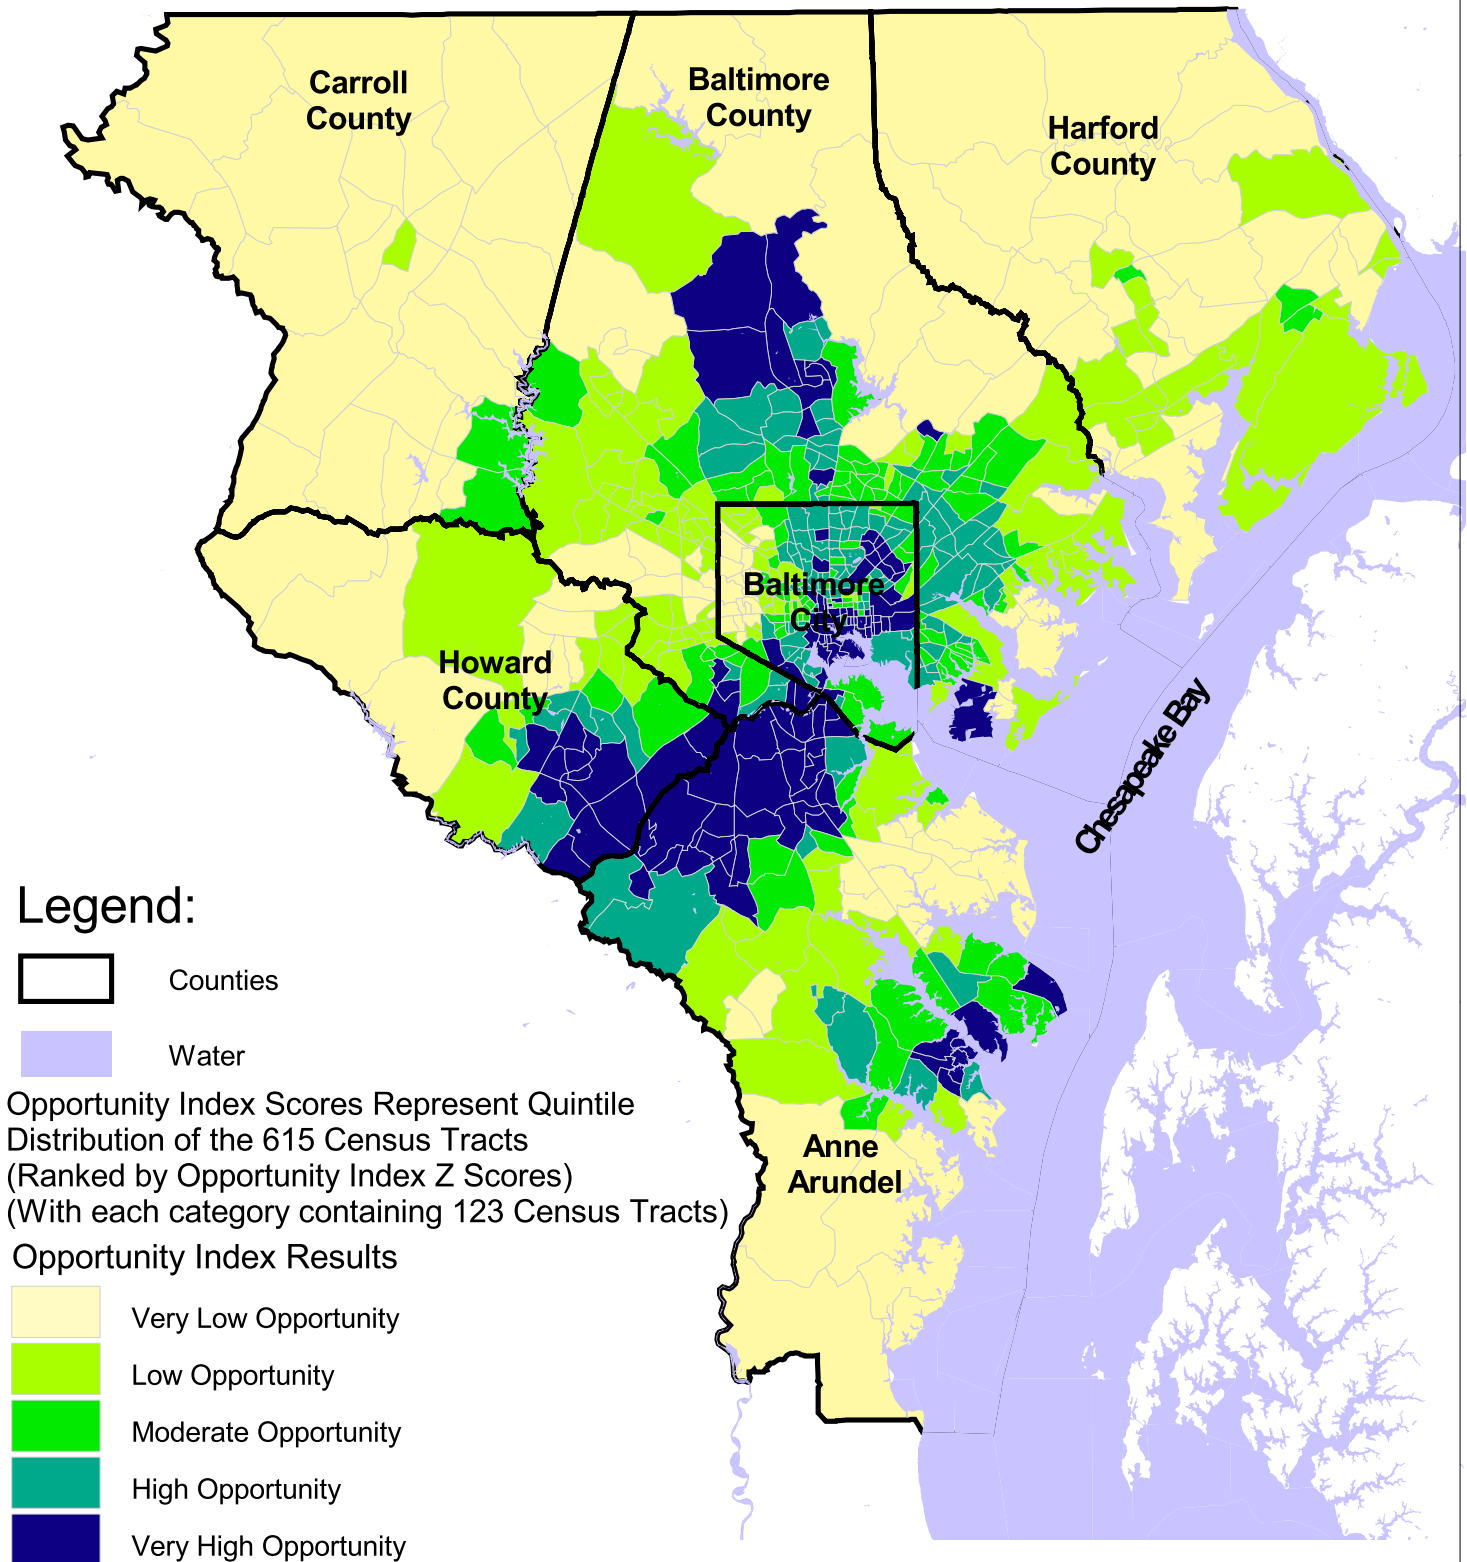 Carroll
County
Baltimore
County
Harford
County
Baltimore
City
Howard
County
Chesapeake Bay
Anne
Arundel
Legend:
Counties
Water
Opportunity Index Scores Represent Quintile
Distribution of the 615 Census Tracts
(Ranked by Opportunity Index Z Scores)
(With each category containing 123 Census Tracts)
Opportunity Index Results
Very Low Opportunity
Low Opportunity
Moderate Opportunity
High Opportunity
Very High Opportunity